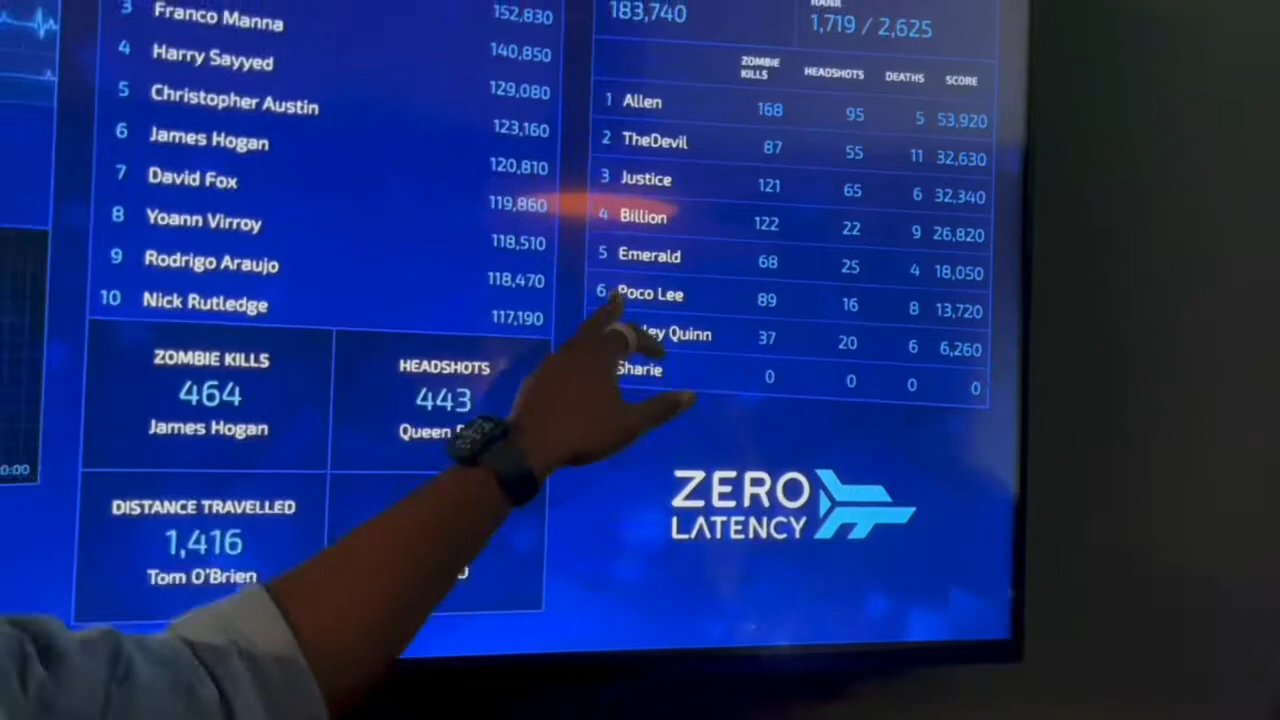 3 Franco Manna 152,830
4 Harry Sayyed 140,850
5 Christopher Austin 129,080
6 James Hogan 123,160
7 David Fox 120,810
8 Yoann Virroy 119,860
9 Rodrigo Araujo 118,510
10 Nick Rutledge 118,470
117,190
ZOMBIE KILLS
464
James Hogan
HEADSHOTS
443
Queen
DISTANCE TRAVELLED
1,416
Tom O'Brien
0:00
183,740
RANK
1,719 / 2,625
ZOMBIE KILLS HEADSHOTS DEATHS SCORE
1 Allen 168 95 5 53,920
2 TheDevil 87 55 11 32,630
3 Justice 121 65 6 32,340
4 Billion 122 22 9 26,820
5 Emerald 68 25 4 18,050
6 Poco Lee 89 16 8 13,720
Quinn 37 20 6 6,260
Sharie 0 0 0 0
ZERO
LATENCY